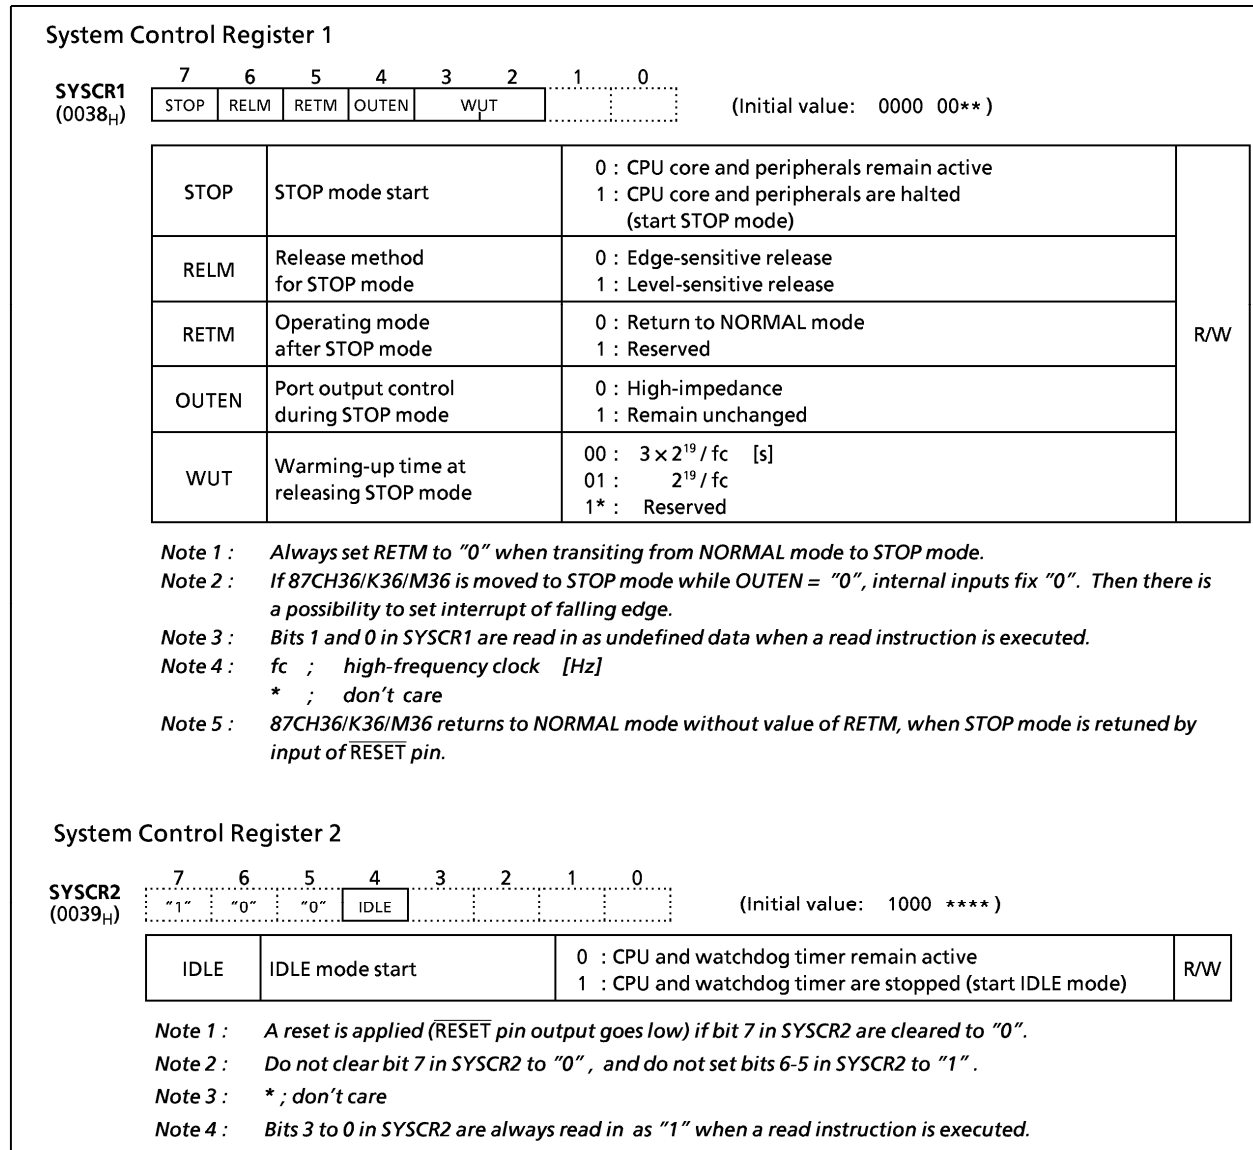 System Control Register 1
7 6 5 4 3 2 1 0
SYSCR1
(0038H)
STOP RELM RETM OUTEN WUT
(Initial value: 0000 00**)
STOP
STOP mode start
0 : CPU core and peripherals remain active
1 : CPU core and peripherals are halted
(start STOP mode)
RELM
Release method
for STOP mode
0 : Edge-sensitive release
1 : Level-sensitive release
RETM
Operating mode
after STOP mode
0 : Return to NORMAL mode
1 : Reserved
OUTEN
Port output control
during STOP mode
0 : High-impedance
1 : Remain unchanged
WUT
Warming-up time at
releasing STOP mode
00 : 3 × 2¹⁹ / fc [s]
01 : 2¹⁹ / fc
1* : Reserved
R/W
Note 1 : Always set RETM to "0" when transiting from NORMAL mode to STOP mode.
Note 2 : If 87CH36/K36/M36 is moved to STOP mode while OUTEN = "0", internal inputs fix "0". Then there is
a possibility to set interrupt of falling edge.
Note 3 : Bits 1 and 0 in SYSCR1 are read in as undefined data when a read instruction is executed.
Note 4 : fc ; high-frequency clock [Hz]
* ; don't care
Note 5 : 87CH36/K36/M36 returns to NORMAL mode without value of RETM, when STOP mode is retuned by
input of RESET pin.
System Control Register 2
7 6 5 4 3 2 1 0
SYSCR2
(0039H)
"1" "0" "0" IDLE
(Initial value: 1000 ****)
IDLE
IDLE mode start
0 : CPU and watchdog timer remain active
1 : CPU and watchdog timer are stopped (start IDLE mode)
R/W
Note 1 : A reset is applied (RESET pin output goes low) if bit 7 in SYSCR2 are cleared to "0".
Note 2 : Do not clear bit 7 in SYSCR2 to "0", and do not set bits 6-5 in SYSCR2 to "1".
Note 3 : * ; don't care
Note 4 : Bits 3 to 0 in SYSCR2 are always read in as "1" when a read instruction is executed.